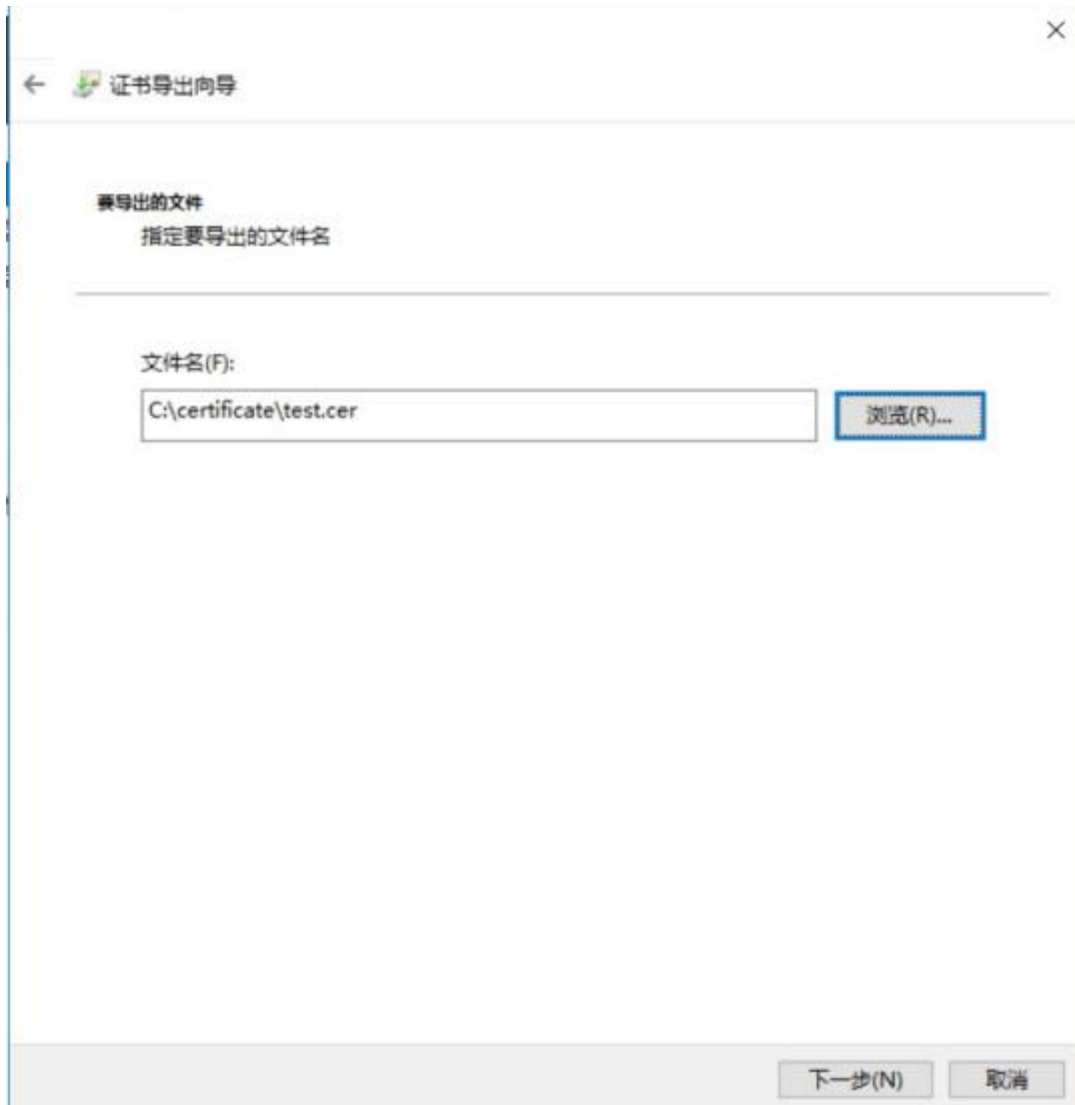 证书导出向导
要导出的文件
指定要导出的文件名
文件名(F):
C:\certificate\test.cer
浏览(R)...
下一步(N)
取消